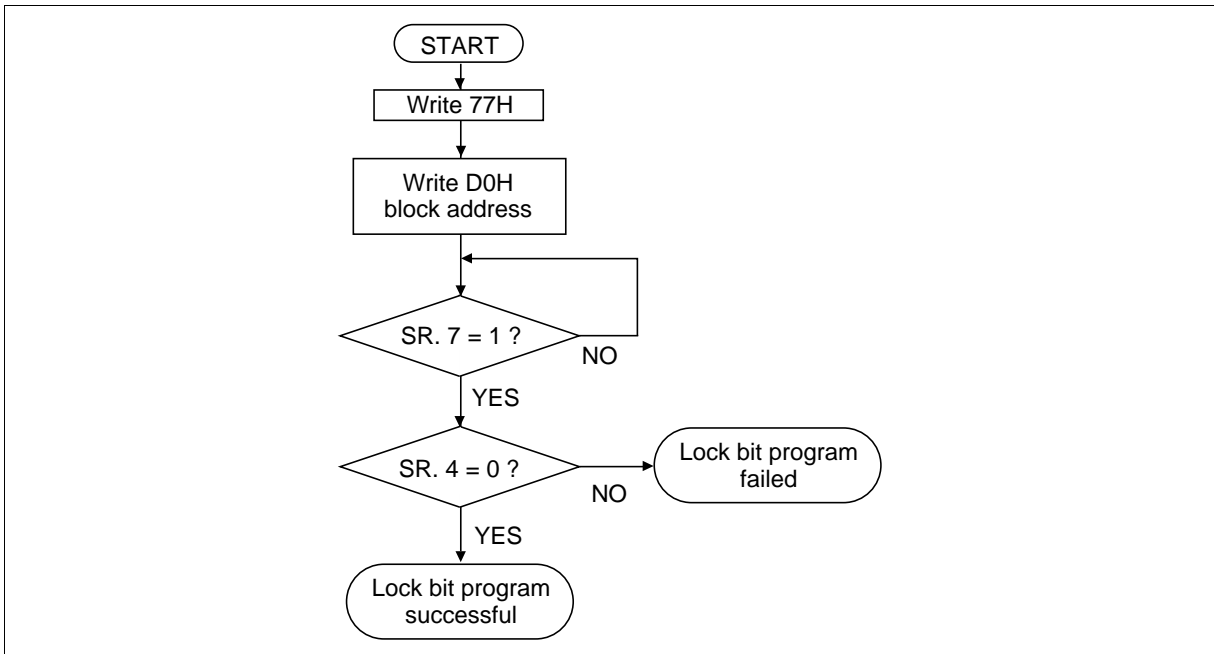 START
Write 77H
Write D0H
block address
SR. 7 = 1 ?
NO
YES
SR. 4 = 0 ?
NO
Lock bit program
failed
YES
Lock bit program
successful